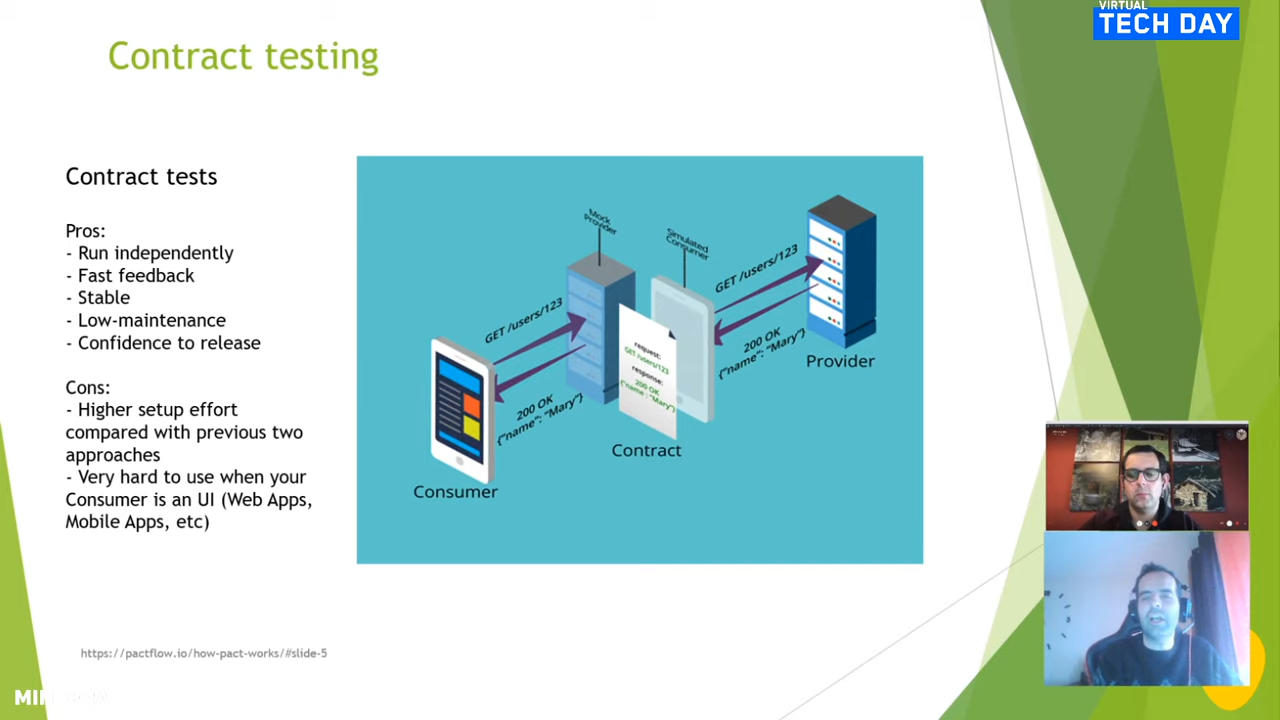 VIRTUAL
TECH DAY
Contract testing
Contract tests
Pros:
- Run independently
- Fast feedback
- Stable
- Low-maintenance
- Confidence to release
Cons:
- Higher setup effort
compared with previous two
approaches
- Very hard to use when your
Consumer is an UI (Web Apps,
Mobile Apps, etc)
Mock
Provider
Simulated
Consumer
GET /users/123
200 OK
{"name": "Mary"}
GET /users/123
200 OK
{"name": "Mary"}
request:
GET /users/123
response:
200 OK
{"name : "Mary"}
Consumer
Contract
Provider
https://pactflow.io/how-pact-works/#slide-5